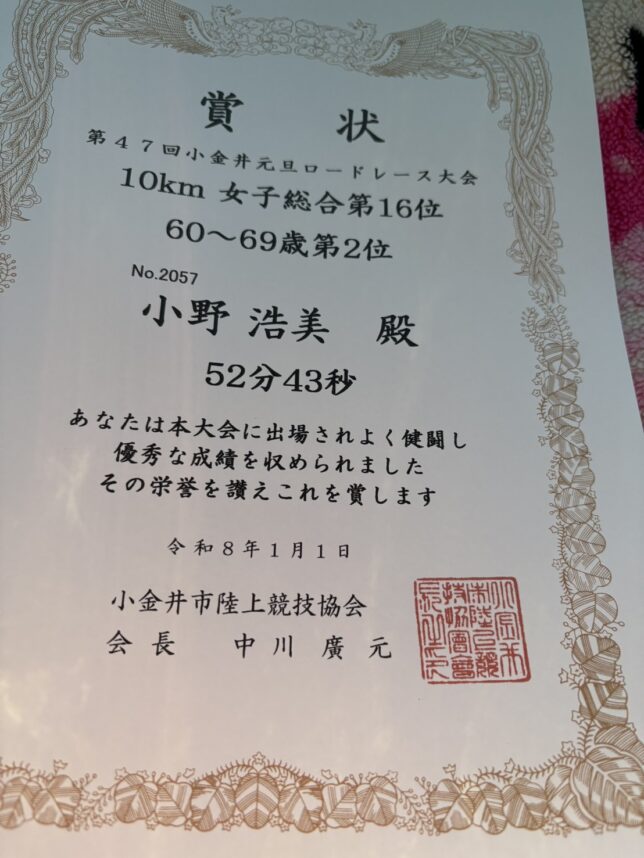 賞 状
第47回小金井元旦ロードレース大会
10km 女子総合第16位
60～69歳第2位
No.2057
小野 浩美 殿
52分43秒
あなたは本大会に出場されよく健闘し
優秀な成績を収められました
その栄誉を讃えこれを賞します
令和8年1月1日
小金井市陸上競技協会
会長 中川 廣元